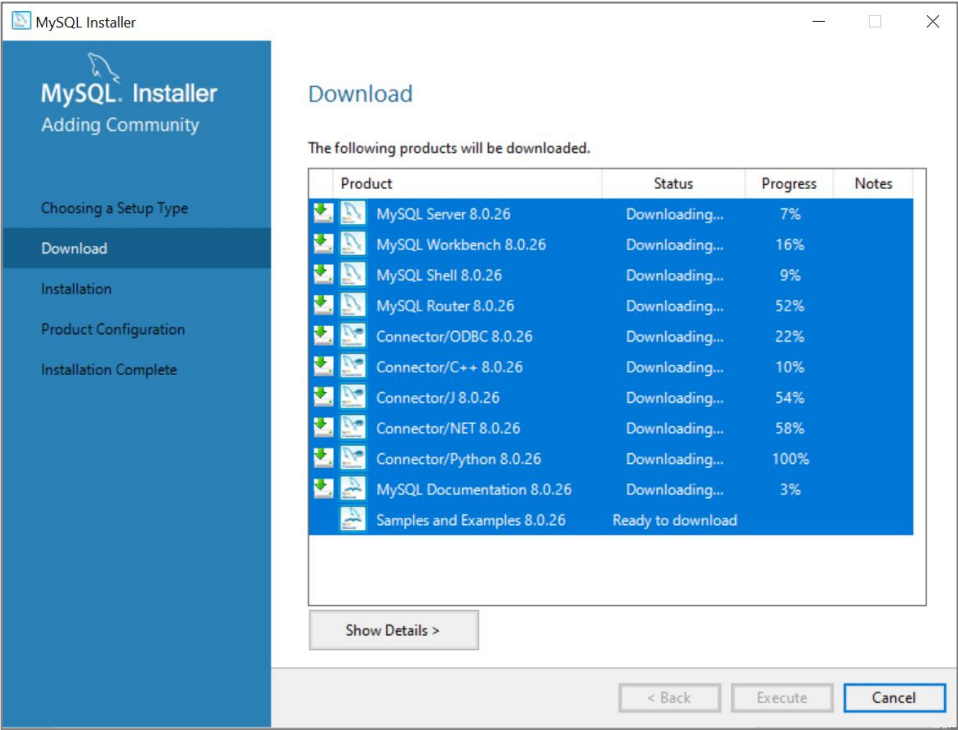 MySQL Installer
MySQL. Installer
Adding Community
Choosing a Setup Type
Download
Installation
Product Configuration
Installation Complete
Download
The following products will be downloaded.
Product Status Progress Notes
MySQL Server 8.0.26 Downloading... 7%
MySQL Workbench 8.0.26 Downloading... 16%
MySQL Shell 8.0.26 Downloading... 9%
MySQL Router 8.0.26 Downloading... 52%
Connector/ODBC 8.0.26 Downloading... 22%
Connector/C++ 8.0.26 Downloading... 10%
Connector/J 8.0.26 Downloading... 54%
Connector/NET 8.0.26 Downloading... 58%
Connector/Python 8.0.26 Downloading... 100%
MySQL Documentation 8.0.26 Downloading... 3%
Samples and Examples 8.0.26 Ready to download
Show Details >
< Back Execute Cancel